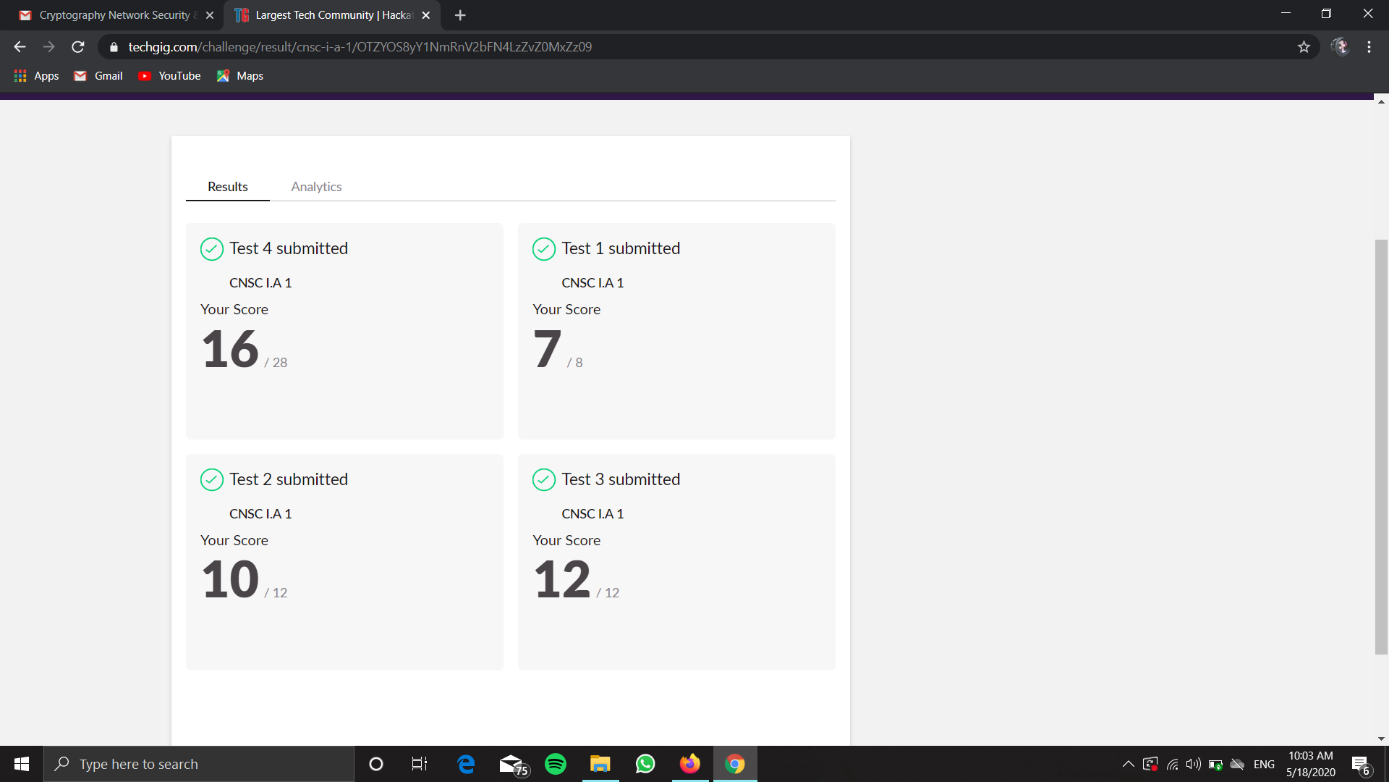 Cryptography Network Security &
Largest Tech Community | Hacka
techgig.com/challenge/result/cnsc-i-a-1/OTZYOS8yY1NmRnV2bFN4LzZvZ0MxZz09
Apps
Gmail
YouTube
Maps
Results
Analytics
Test 4 submitted
CNSC I.A 1
Your Score
16 / 28
Test 1 submitted
CNSC I.A 1
Your Score
7 / 8
Test 2 submitted
CNSC I.A 1
Your Score
10 / 12
Test 3 submitted
CNSC I.A 1
Your Score
12 / 12
Type here to search
75
ENG
10:03 AM
5/18/2020
6